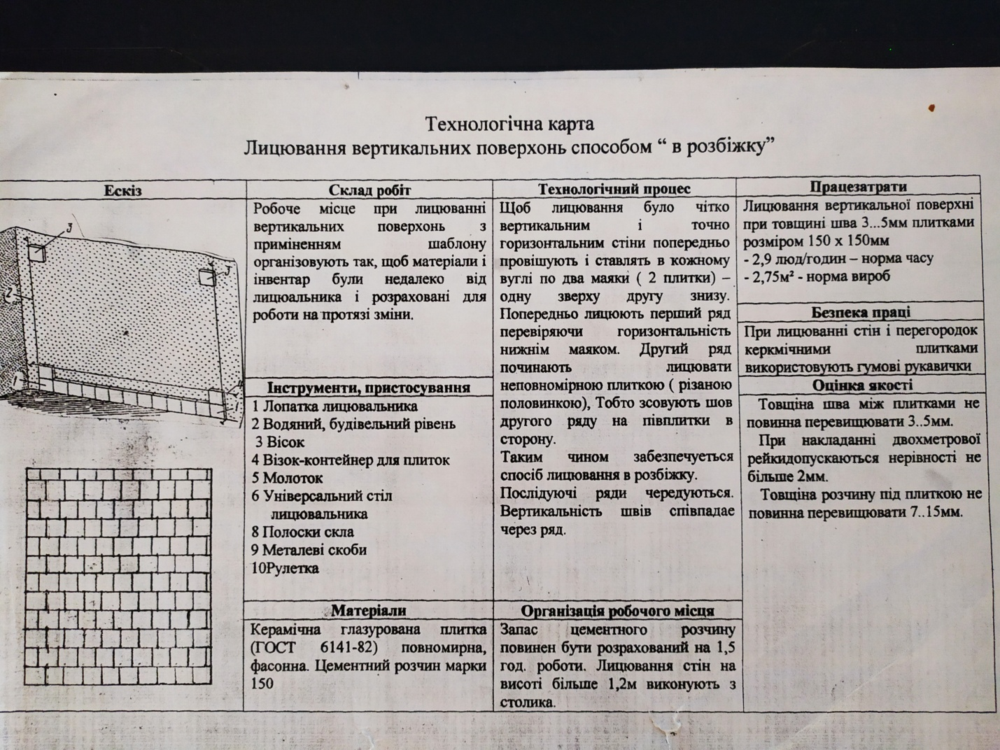 Технологічна карта
Лицювання вертикальних поверхонь способом “ в розбіжку”
Ескіз
3
3
2
1
4
1
Склад робіт
Робоче місце при лицюванні
вертикальних поверхонь з
приміненням шаблону
організовують так, щоб матеріали і
інвентар були недалеко від
лицюальника і розраховані для
роботи на протязі зміни.
Інструменти, пристосування
1 Лопатка лицювальника
2 Водяний, будівельний рівень
3 Вісок
4 Візок-контейнер для плиток
5 Молоток
6 Універсальний стіл
лицювальника
8 Полоски скла
9 Металеві скоби
10Рулетка
Матеріали
Керамічна глазурована плитка
(ГОСТ 6141-82) повномирна,
фасонна. Цементний розчин марки
150
Технологічний процес
Щоб лицювання було чітко
вертикальним і точно
горизонтальним стіни попередньо
провішують і ставлять в кожному
вуглі по два маяки ( 2 плитки) –
одну зверху другу знизу.
Попередньо лицюють перший ряд
перевіряючи горизонтальність
нижнім маяком. Другий ряд
починають лицювати
неповномірною плиткою ( різаною
половинкою), Тобто зсовують шов
другого ряду на півплитки в
сторону.
Таким чином забезпечуеться
спосіб лицювання в розбіжку.
Послідуючі ряди чередуються.
Вертикальність швів співпадае
через ряд.
Організація робочого місця
Запас цементного розчину
повинен бути розрахований на 1,5
год. роботи. Лицювання стін на
висоті більше 1,2м виконують з
столика.
Працезатрати
Лицювання вертикальної поверхні
при товщині шва 3...5мм плитками
розміром 150 х 150мм
- 2,9 люд/годин – норма часу
- 2,75м² - норма вироб
Безпека праці
При лицюванні стін і перегородок
керкмічними плитками
використовують гумові рукавички
Оцінка якості
Товщіна шва між плитками не
повинна перевищювати 3..5мм.
При накладанні двохметрової
рейкидопускаються нерівності не
більше 2мм.
Товщина розчину під плиткою не
повинна перевищювати 7..15мм.